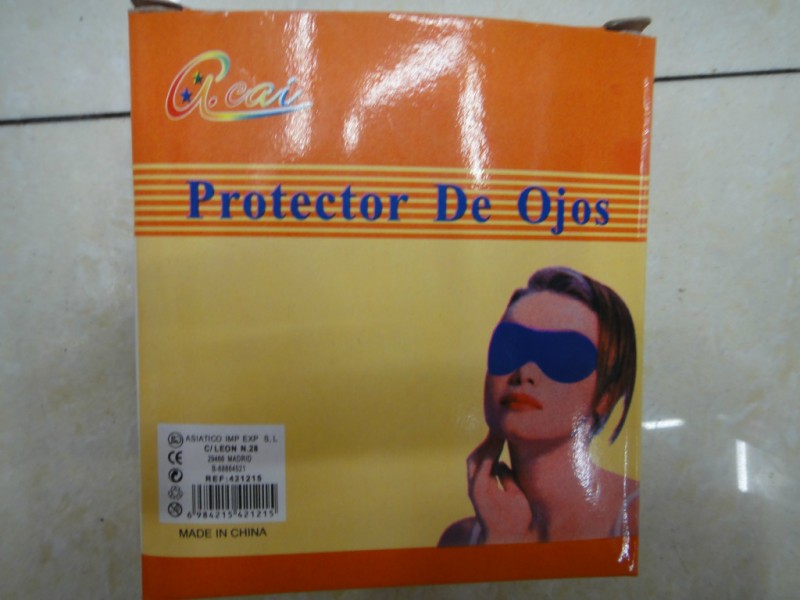 a.cai
Protector De Ojos
ASIATICO IMP EXP S.L
C/LEON N.28
MADRID
REF:421215
6 984215 421215
MADE IN CHINA